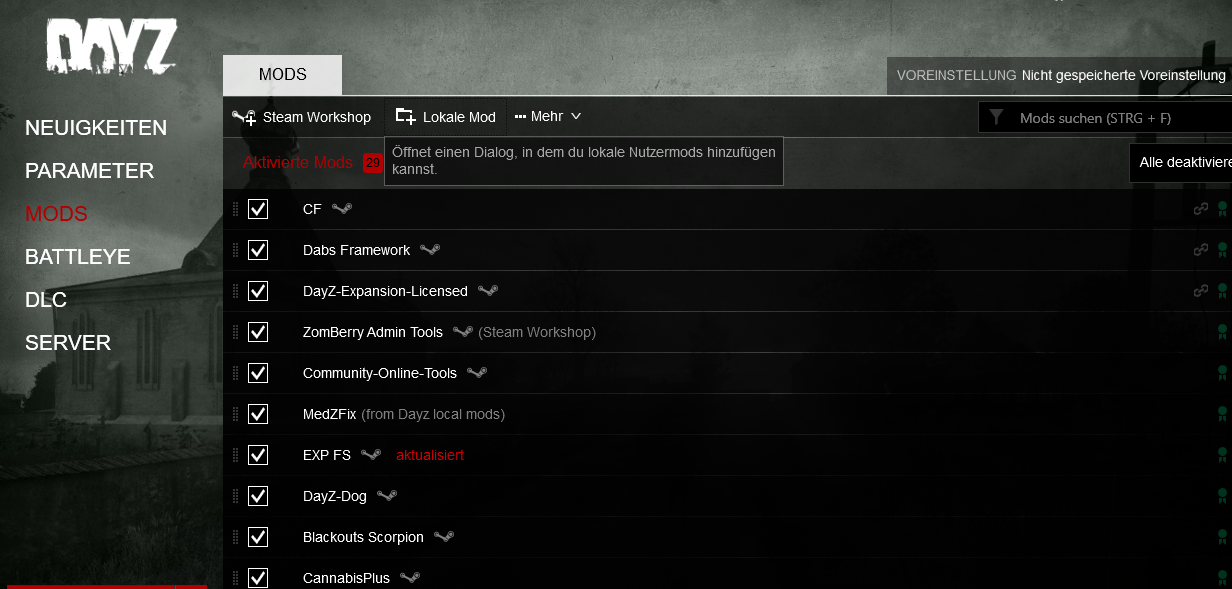 DAYZ
NEUIGKEITEN
PARAMETER
MODS
BATTLEYE
DLC
SERVER
MODS
VOREINSTELLUNG Nicht gespeicherte Voreinstellung
Steam Workshop
Lokale Mod
Mehr
Mods suchen (STRG + F)
Öffnet einen Dialog, in dem du lokale Nutzermods hinzufügen
kannst.
Aktivierte Mods 29
Alle deaktiviere
CF
Dabs Framework
DayZ-Expansion-Licensed
ZomBerry Admin Tools (Steam Workshop)
Community-Online-Tools
MedZFix (from Dayz local mods)
EXP FS aktualisiert
DayZ-Dog
Blackouts Scorpion
CannabisPlus